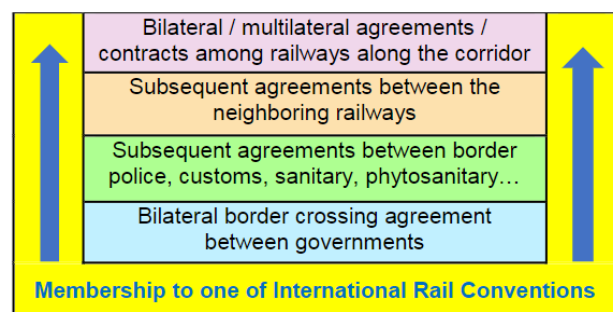 Bilateral / multilateral agreements /
contracts among railways along the corridor
Subsequent agreements between the
neighboring railways
Subsequent agreements between border
police, customs, sanitary, phytosanitary…
Bilateral border crossing agreement
between governments
Membership to one of International Rail Conventions